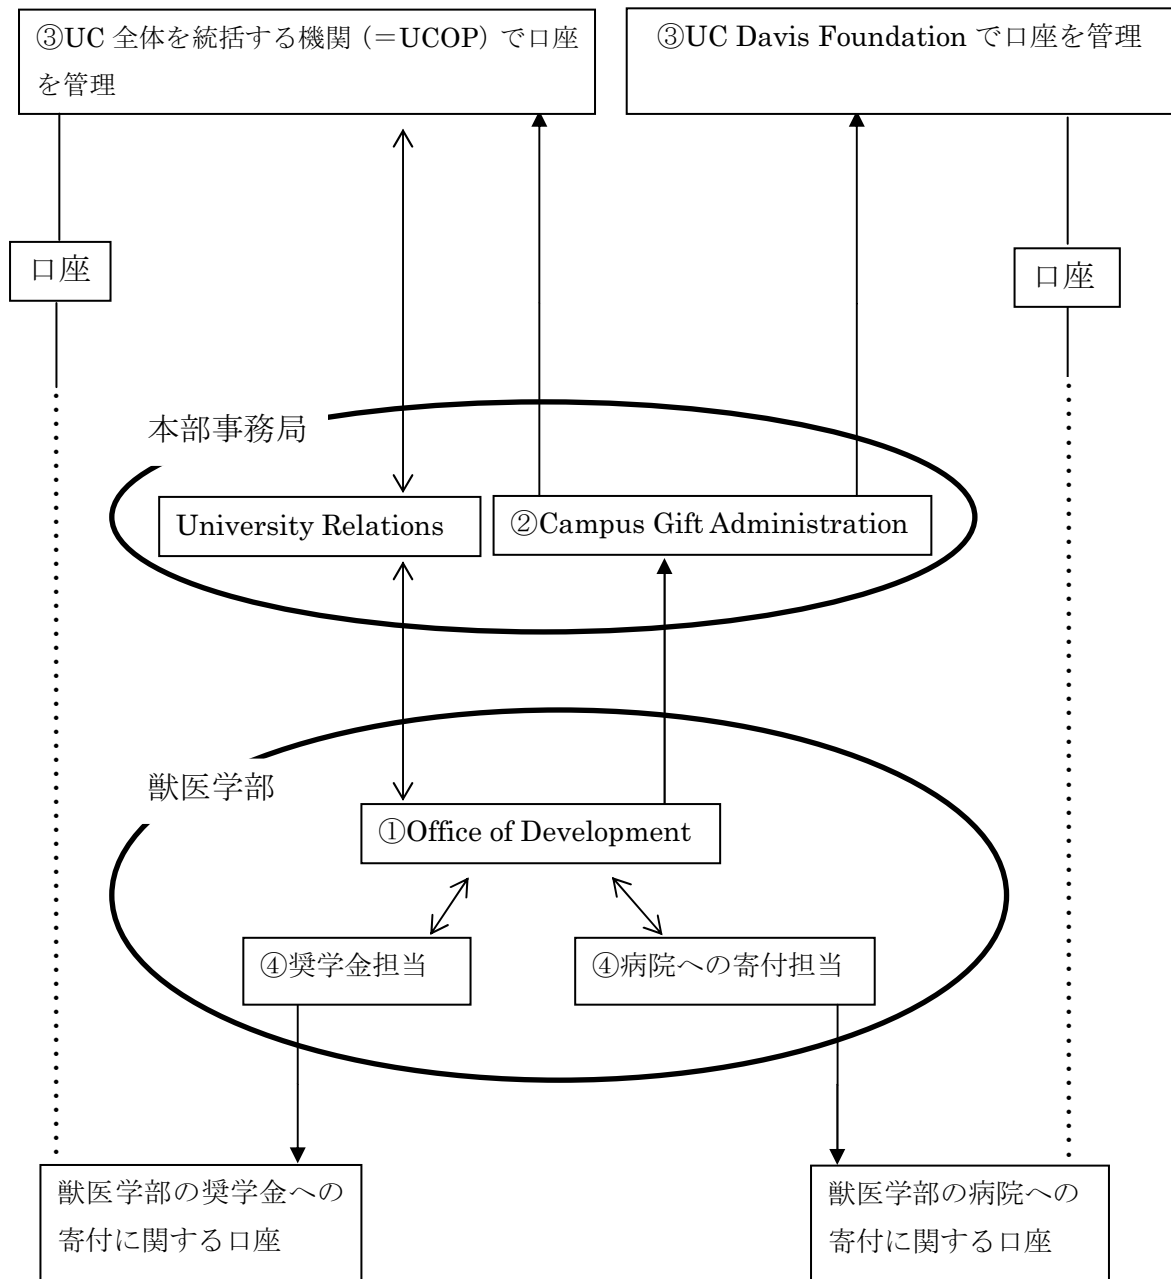 ③UC 全体を統括する機関（＝UCOP）で口座
を管理
③UC Davis Foundation で口座を管理
口座
口座
本部事務局
University Relations
②Campus Gift Administration
獣医学部
①Office of Development
④奨学金担当
④病院への寄付担当
獣医学部の奨学金への
寄付に関する口座
獣医学部の病院への
寄付に関する口座